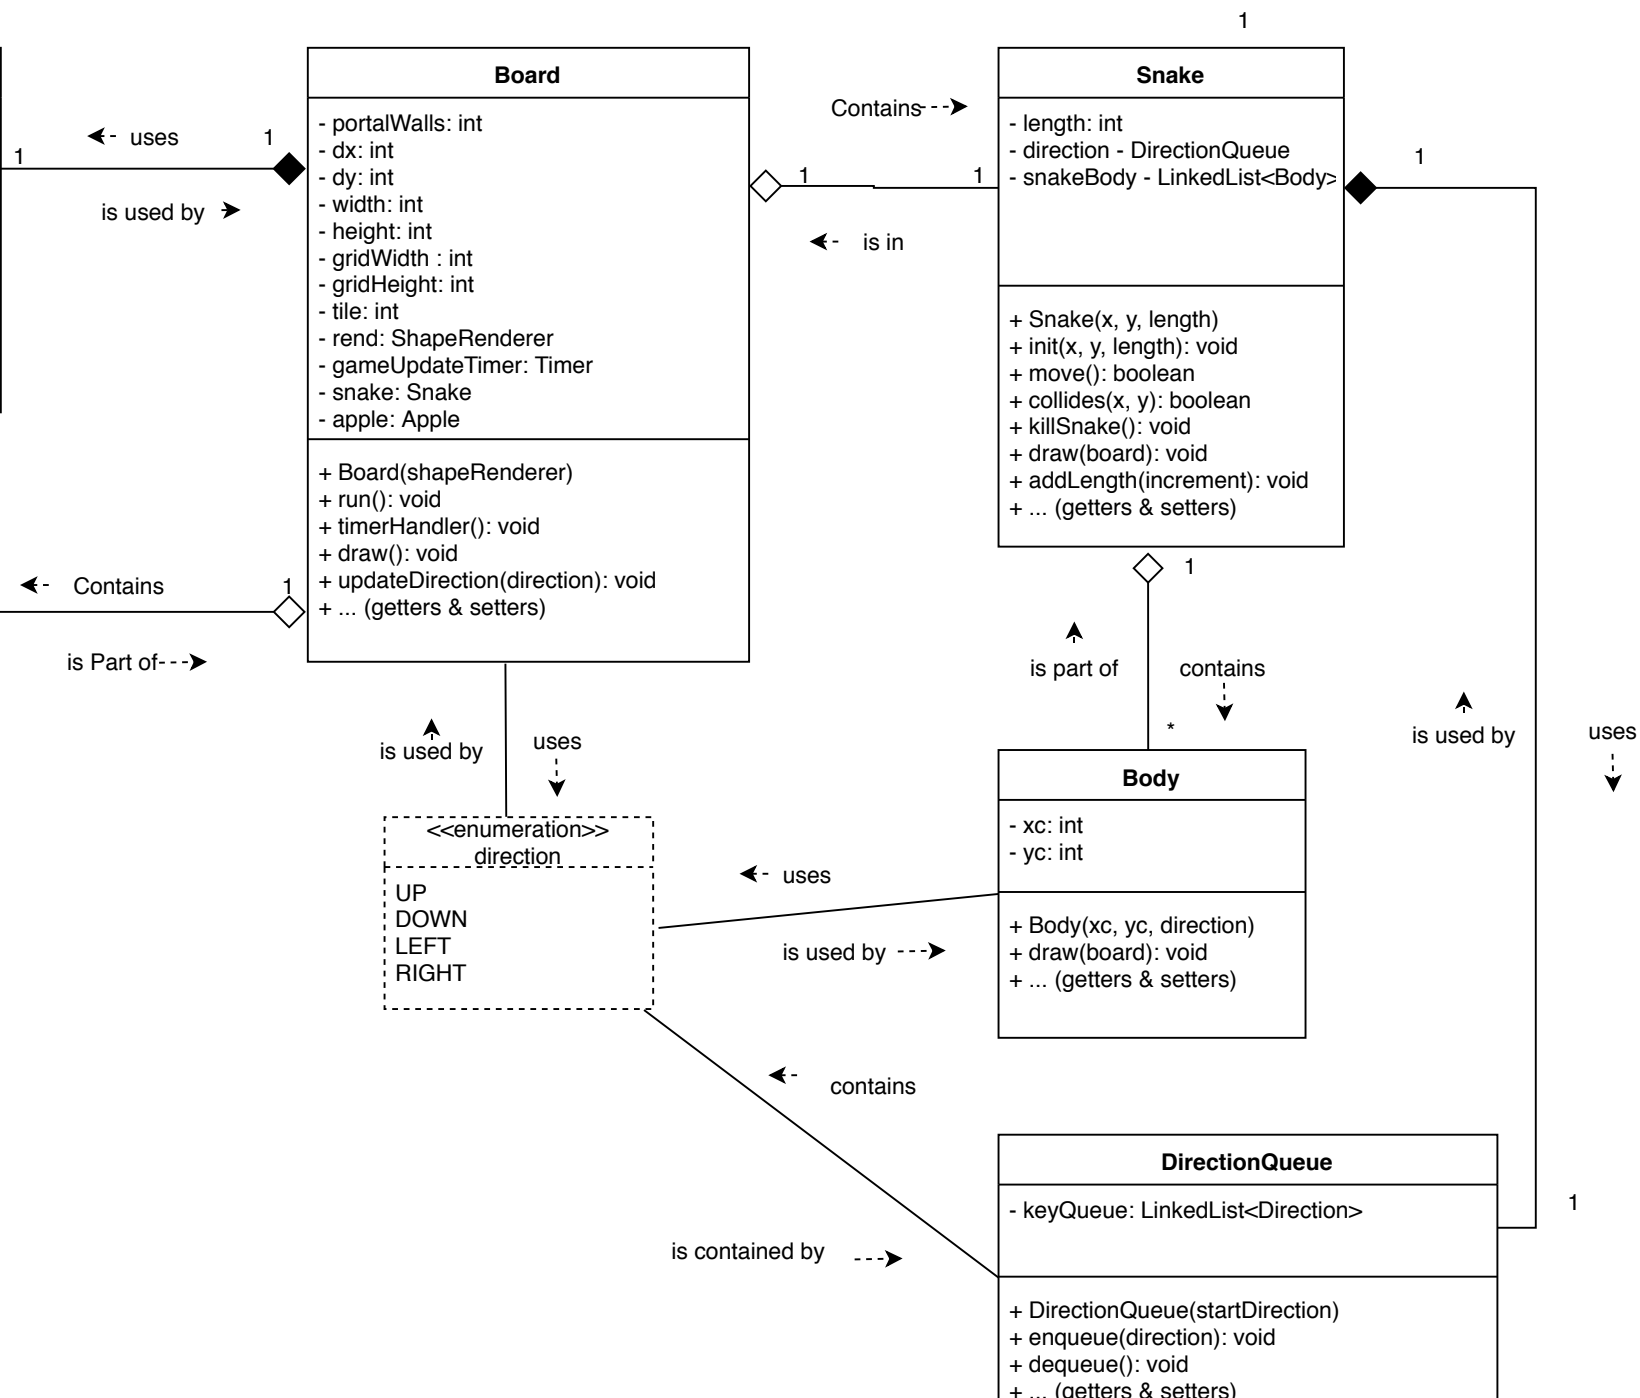 1
Board
- portalWalls: int
- dx: int
- dy: int
- width: int
- height: int
- gridWidth : int
- gridHeight: int
- tile: int
- rend: ShapeRenderer
- gameUpdateTimer: Timer
- snake: Snake
- apple: Apple
+ Board(shapeRenderer)
+ run(): void
+ timerHandler(): void
+ draw(): void
+ updateDirection(direction): void
+ ... (getters & setters)
uses
1
1
is used by
Contains
1
is Part of
Contains
1
1
is in
Snake
- length: int
- direction - DirectionQueue
- snakeBody - LinkedList<Body>
+ Snake(x, y, length)
+ init(x, y, length): void
+ move(): boolean
+ collides(x, y): boolean
+ killSnake(): void
+ draw(board): void
+ addLength(increment): void
+ ... (getters & setters)
1
1
is part of
contains
*
is used by
uses
is used by
uses
<<enumeration>>
direction
UP
DOWN
LEFT
RIGHT
uses
is used by
Body
- xc: int
- yc: int
+ Body(xc, yc, direction)
+ draw(board): void
+ ... (getters & setters)
contains
is contained by
DirectionQueue
- keyQueue: LinkedList<Direction>
1
+ DirectionQueue(startDirection)
+ enqueue(direction): void
+ dequeue(): void
+ ... (getters & setters)